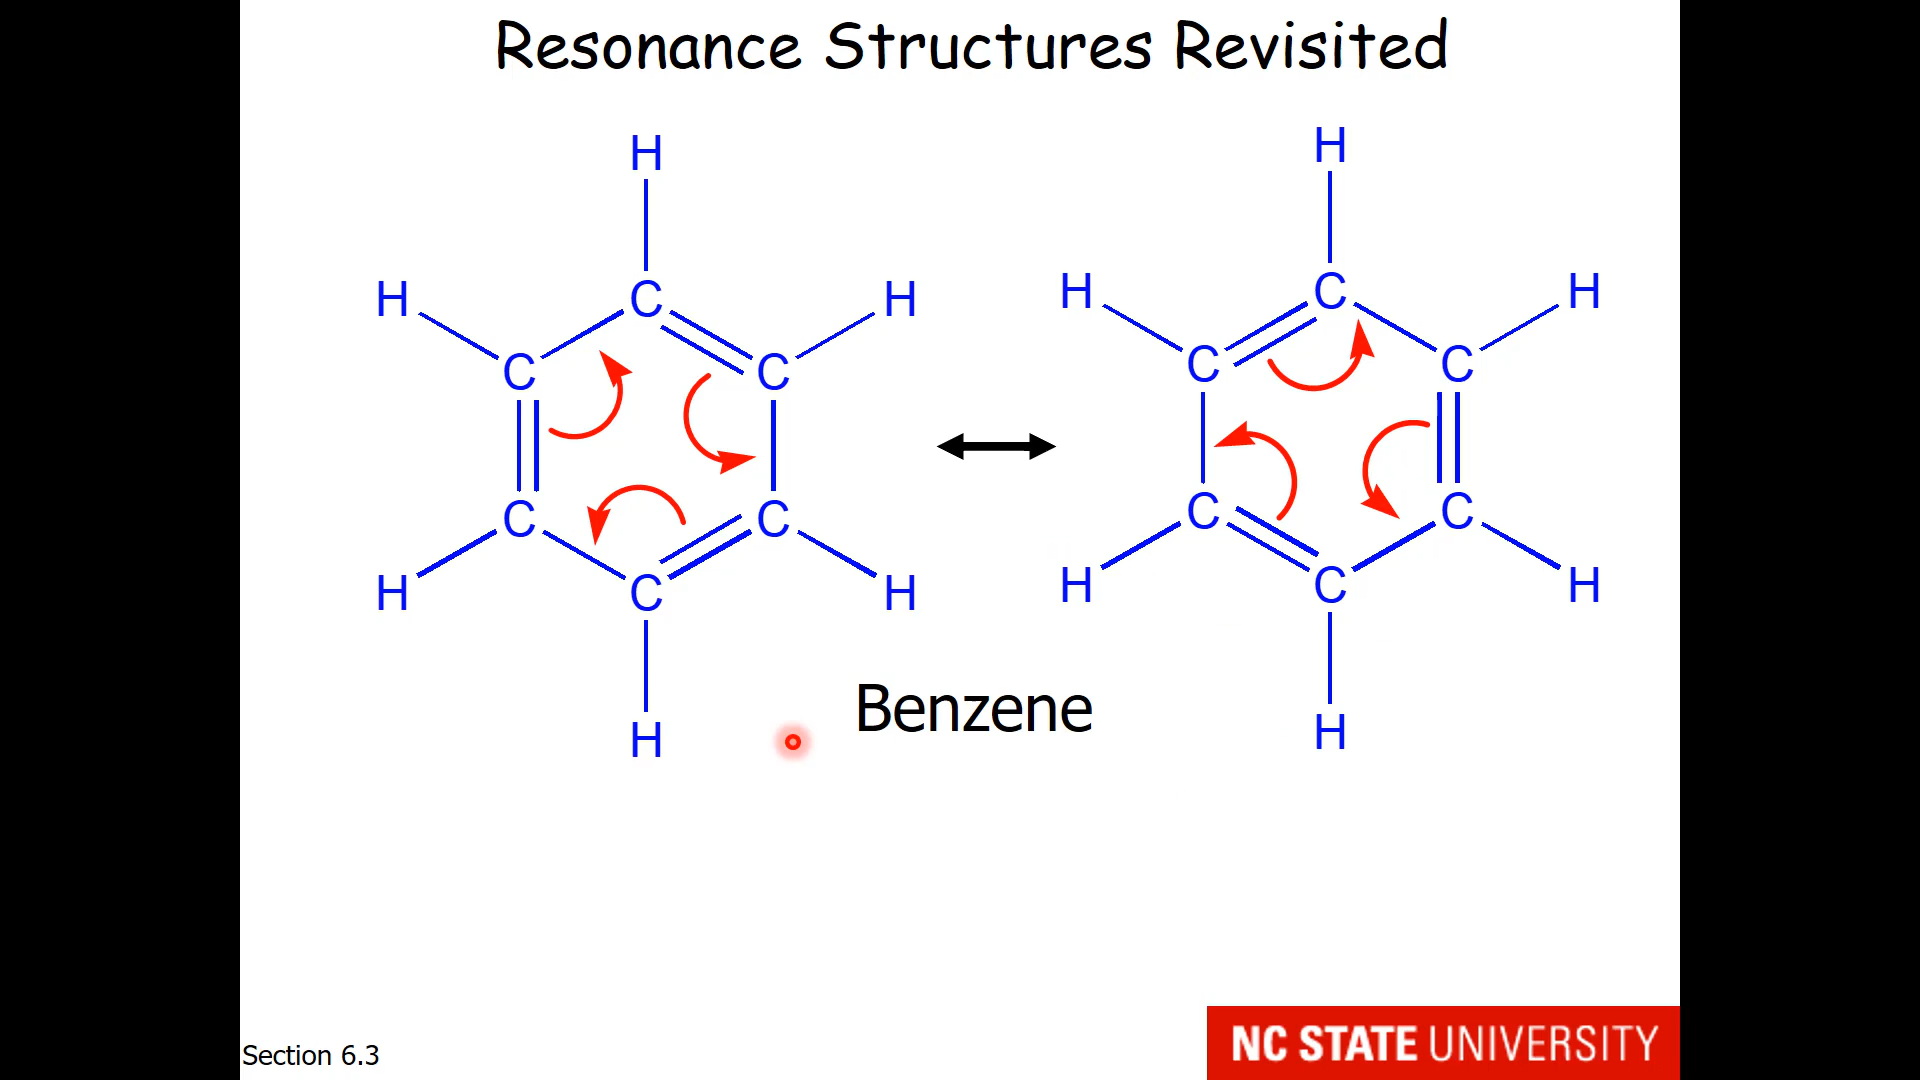 Resonance Structures Revisited
H H
H H H H
C C
C C C C
C C C C
C C
H H H H
H H
Benzene
Section 6.3
NC STATE UNIVERSITY